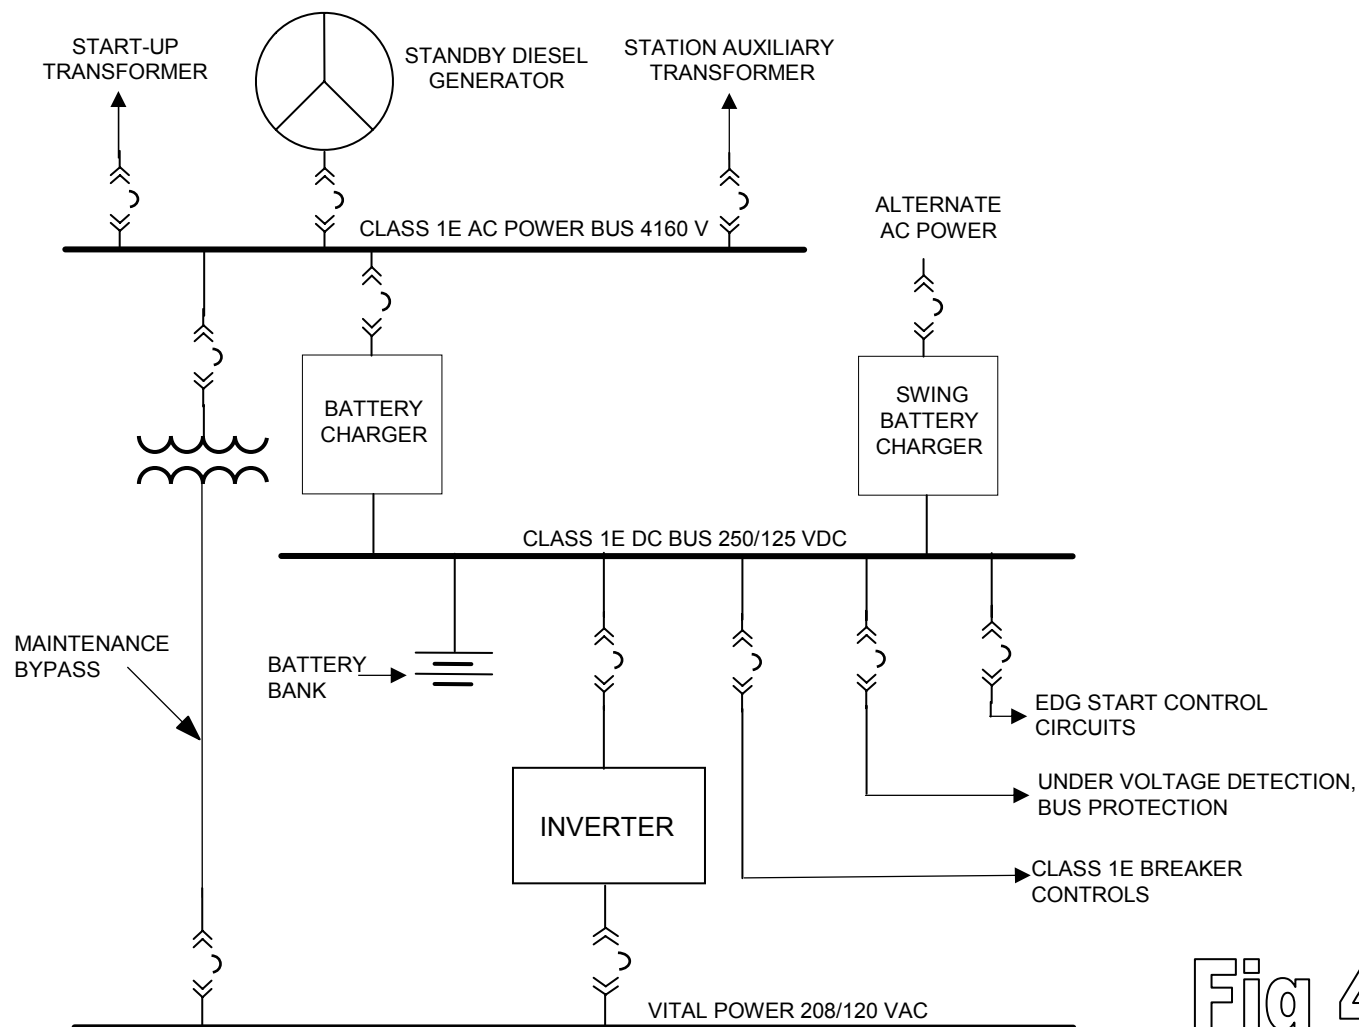 START-UP
TRANSFORMER
STANDBY DIESEL
GENERATOR
STATION AUXILIARY
TRANSFORMER
ALTERNATE
AC POWER
CLASS 1E AC POWER BUS 4160 V
BATTERY
CHARGER
SWING
BATTERY
CHARGER
CLASS 1E DC BUS 250/125 VDC
MAINTENANCE
BYPASS
BATTERY
BANK
EDG START CONTROL
CIRCUITS
UNDER VOLTAGE DETECTION,
BUS PROTECTION
INVERTER
CLASS 1E BREAKER
CONTROLS
VITAL POWER 208/120 VAC
Fig 4